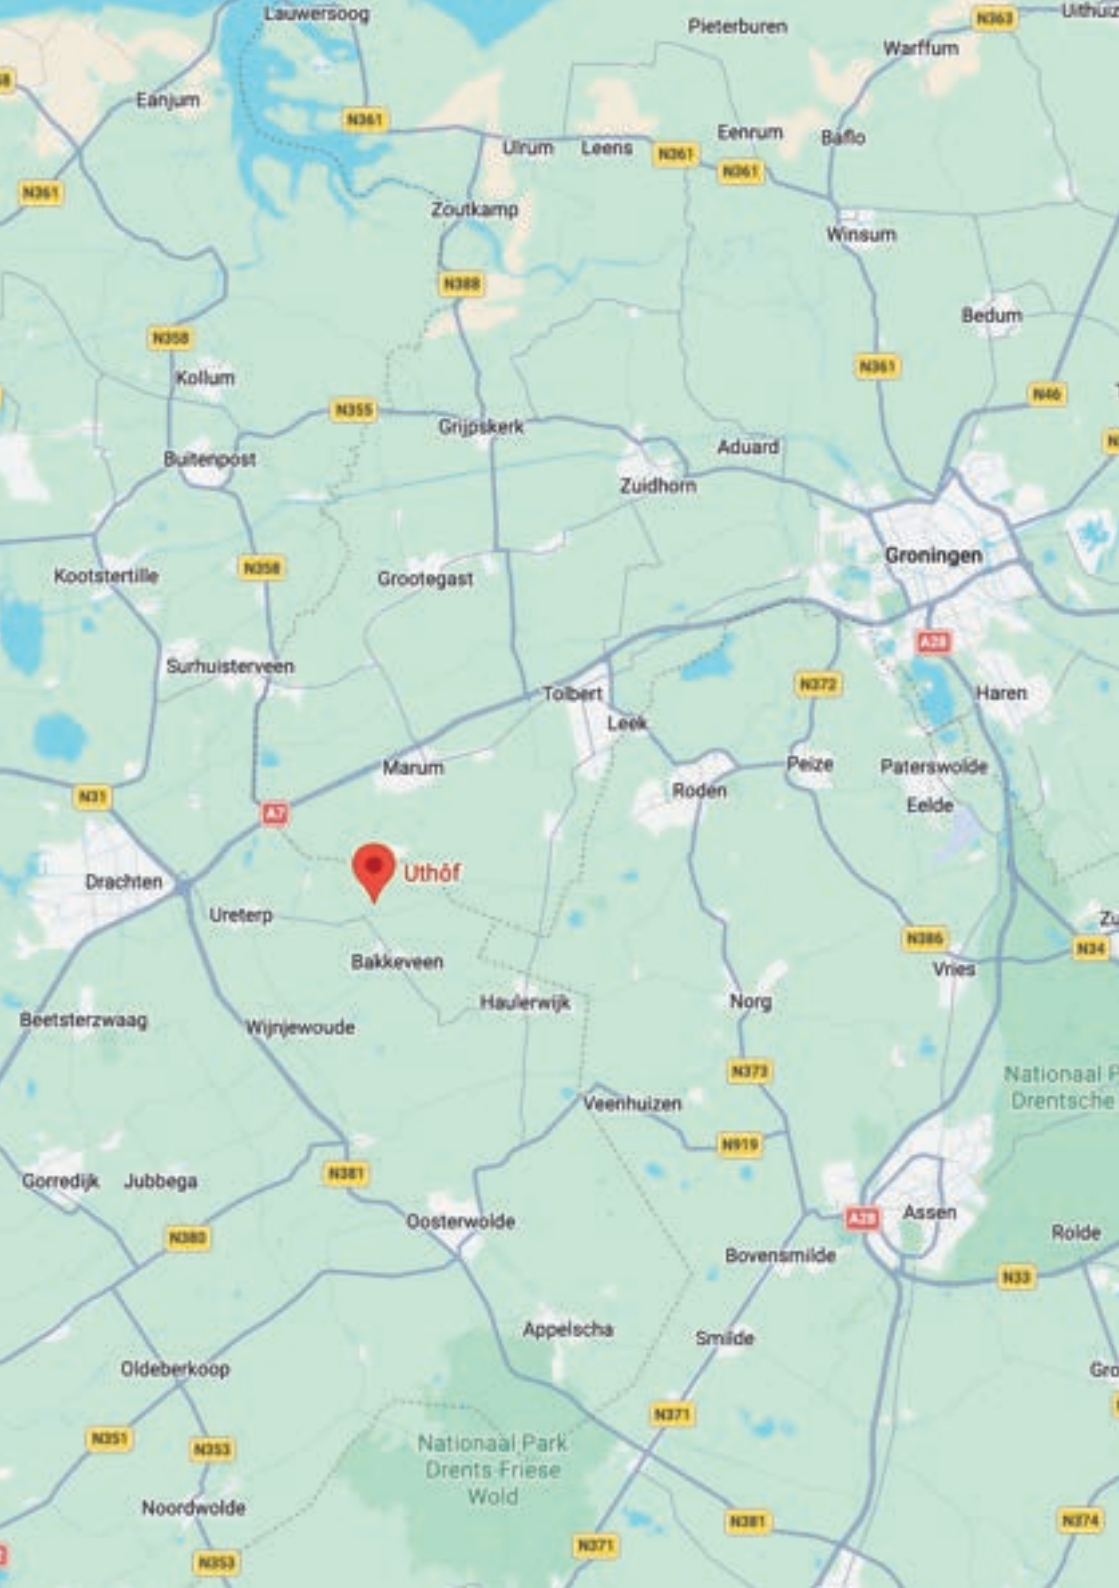 Lauwersoog
Pieterburen
N363
Warffum
Eanjum
N361
Ulrum
Leens
N361
Eenrum
N361
Baflo
N361
Zoutkamp
Winsum
N388
Bedum
N358
Kollum
N361
N46
N355
Grijpskerk
Aduard
Buitenpost
Zuidhorn
Groningen
N358
Kootstertille
Grootegast
A28
Surhuisterveen
N372
Tolbert
Haren
Leek
Marum
Peize
Paterswolde
Roden
Eelde
N31
A7
Uthôf
Drachten
Ureterp
N386
N34
Bakkeveen
Vries
Haulerwijk
Norg
Beetsterzwaag
Wijnjewoude
N373
Nationaal P
Drentsche
Veenhuizen
N919
Gorredijk
Jubbega
N381
Oosterwolde
A28
Assen
N380
Rolde
Bovensmilde
N33
Appelscha
Smilde
Oldeberkoop
Gro
N371
N351
N353
Nationaal Park
Drents-Friese
Wold
Noordwolde
N381
N374
N371
N353